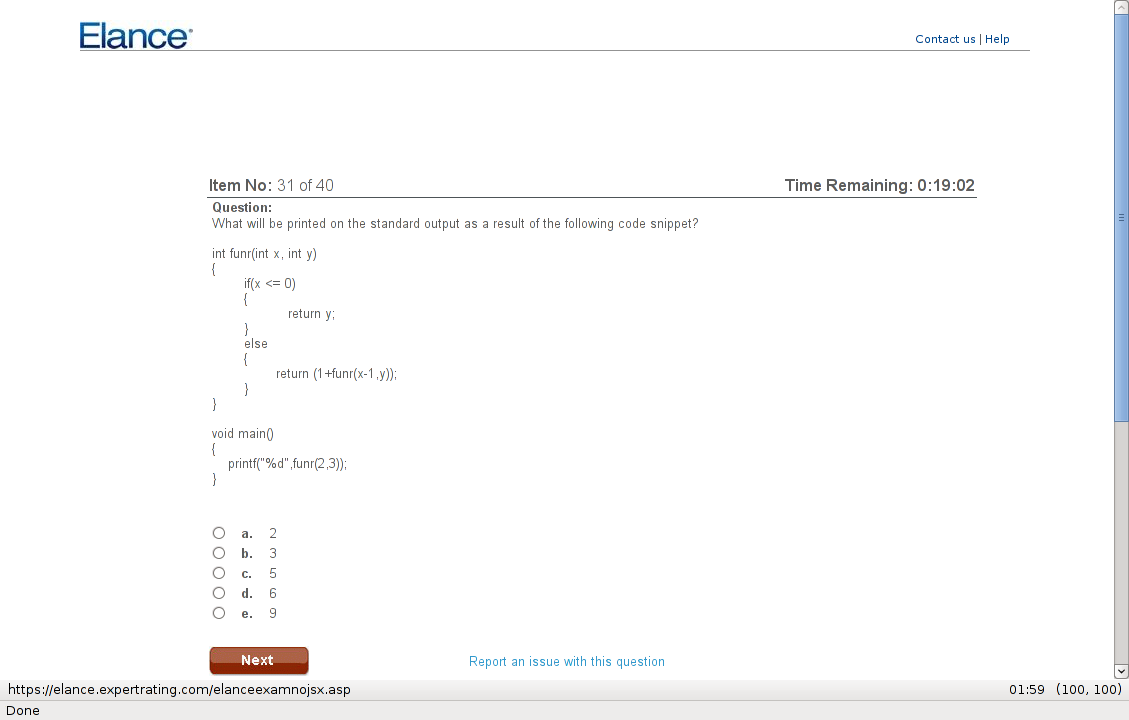 Elance
Contact us | Help
Item No: 31 of 40 Time Remaining: 0:19:02
Question:
What will be printed on the standard output as a result of the following code snippet?
int funr(int x, int y)
{
if(x <= 0)
{
return y;
}
else
{
return (1+funr(x-1,y));
}
}
void main()
{
printf("%d",funr(2,3));
}
a. 2
b. 3
c. 5
d. 6
e. 9
Next Report an issue with this question
https://elance.expertrating.com/elanceexamnojsx.asp 01:59 (100, 100)
Done